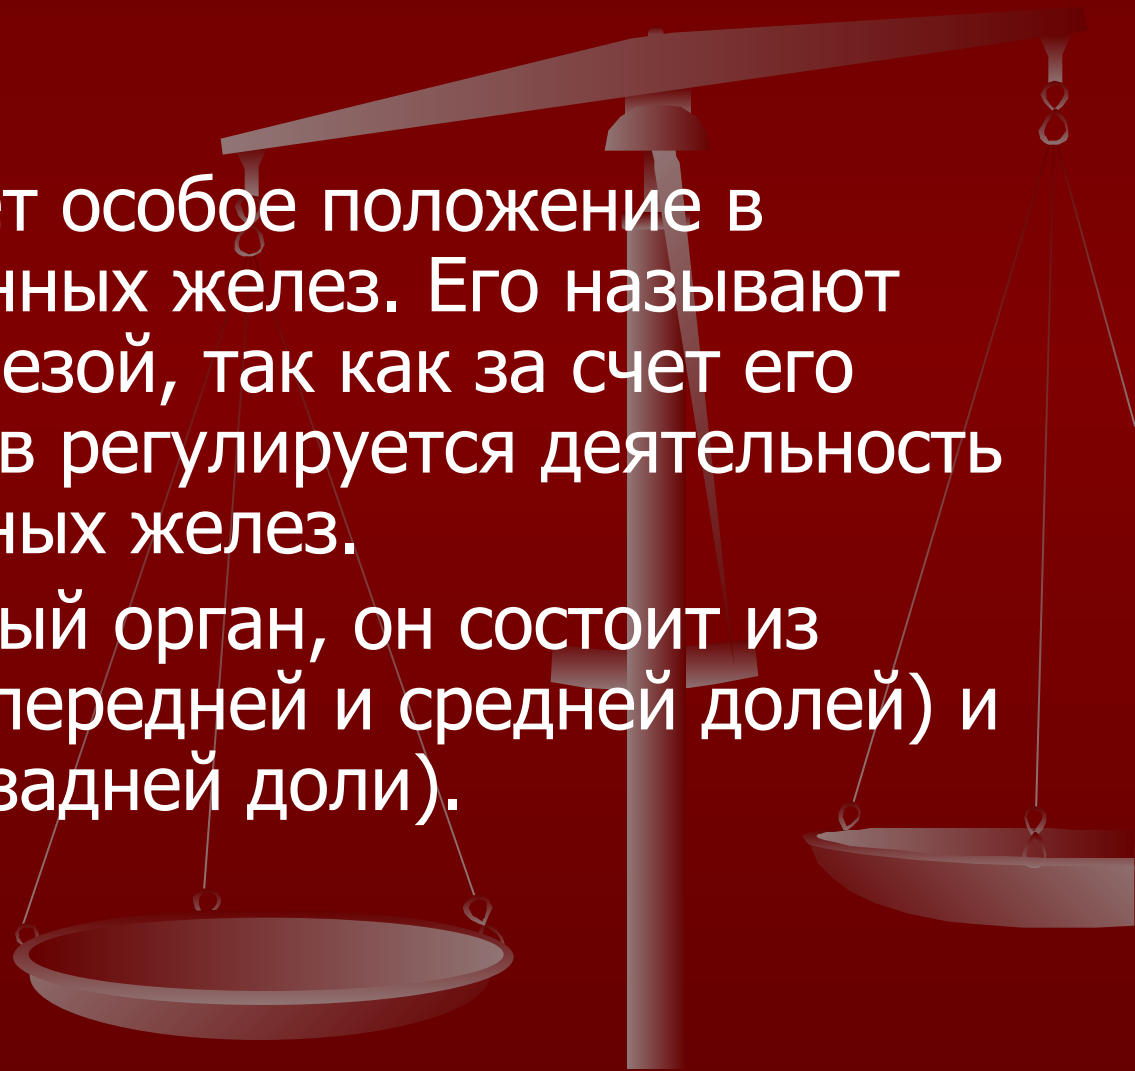 ет особое положение в
нных желез. Его называют
езой, так как за счет его
в регулируется деятельность
ных желез.
ый орган, он состоит из
передней и средней долей) и
задней доли).